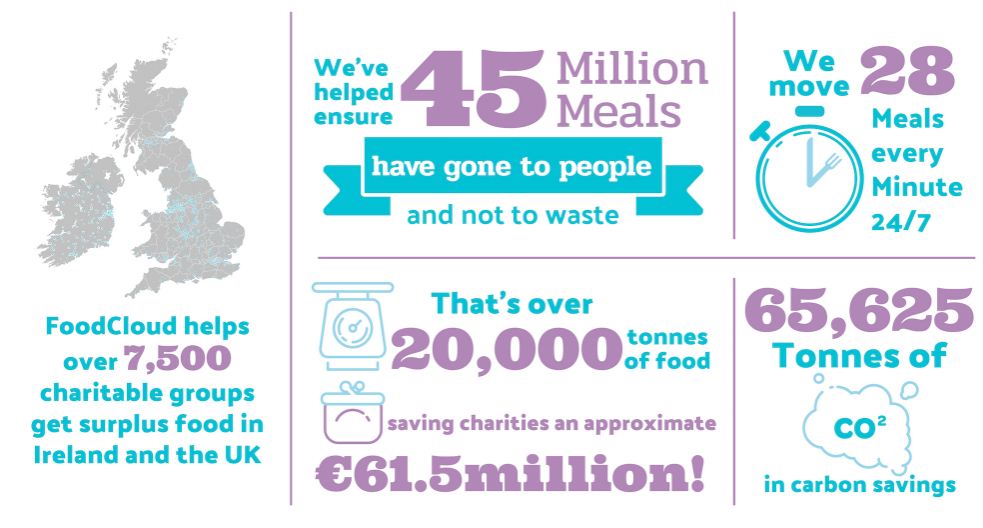 FoodCloud helps
over 7,500
charitable groups
get surplus food in
Ireland and the UK
We've
helped
ensure
45
Million
Meals
have gone to people
and not to waste
We
move
28
Meals
every
Minute
24/7
That's over
20,000
tonnes
of food
saving charities an approximate
€61.5million!
65,625
Tonnes of
CO²
in carbon savings